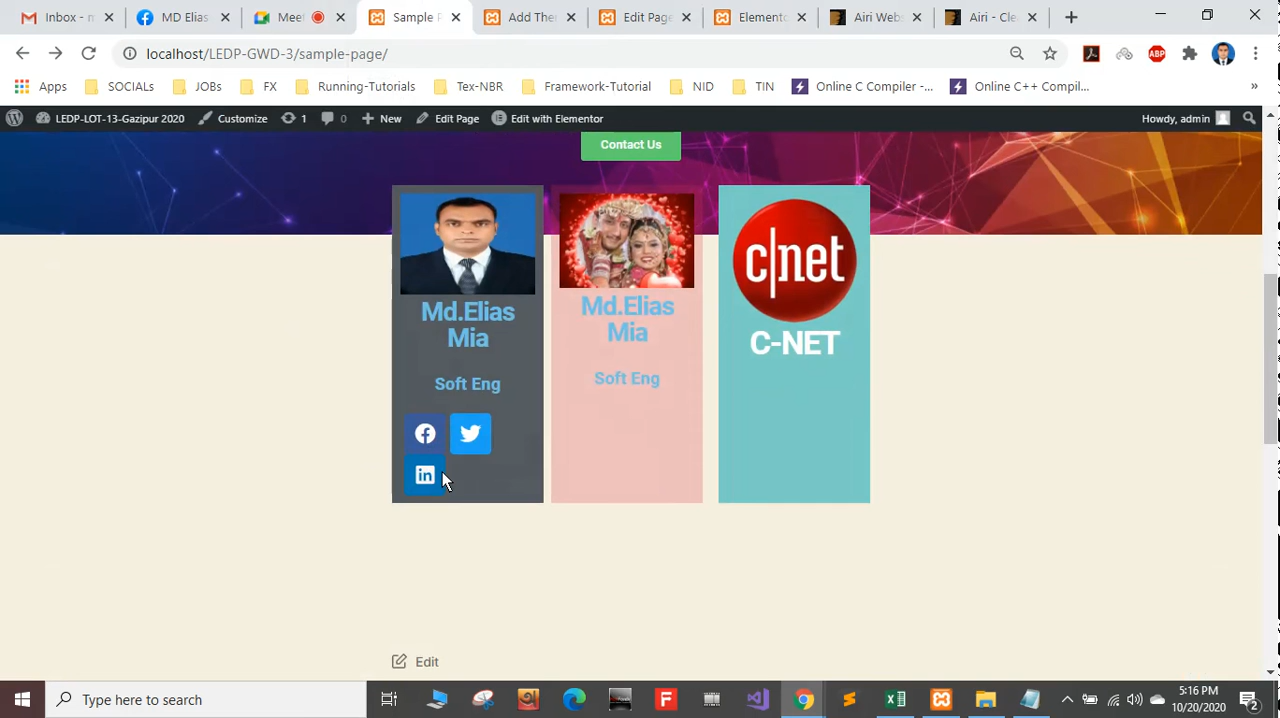 Inbox - m
MD Elias
Meet
Sample P
Add The
Edit Page
Elemento
Airi Webs
Airi - Cle
localhost/LEDP-GWD-3/sample-page/
ABP
Apps
SOCIALs
JOBs
FX
Running-Tutorials
Tex-NBR
Framework-Tutorial
NID
TIN
Online C Compiler -...
Online C++ Compil...
»
LEDP-LOT-13-Gazipur 2020
Customize
1
0
New
Edit Page
Edit with Elementor
Howdy, admin
Contact Us
Md.Elias
Mia
Soft Eng
in
Md.Elias
Mia
Soft Eng
c|net
C-NET
Edit
Type here to search
F
5:16 PM
10/20/2020
2